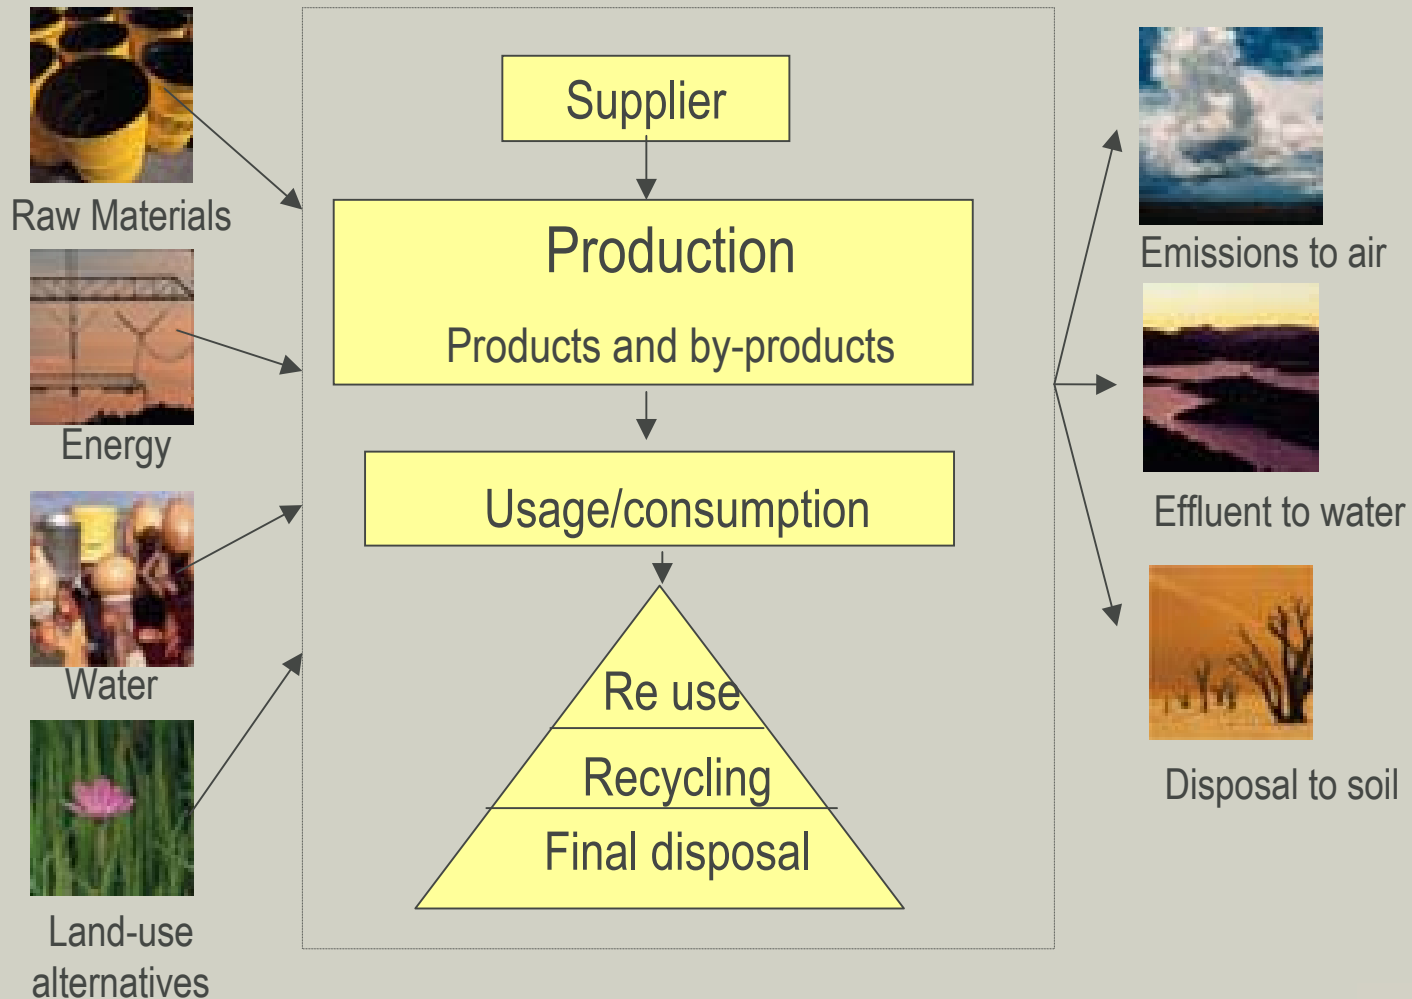 Raw Materials
Energy
Water
Land-use
alternatives
Supplier
Production
Products and by-products
Usage/consumption
Re use
Recycling
Final disposal
Emissions to air
Effluent to water
Disposal to soil